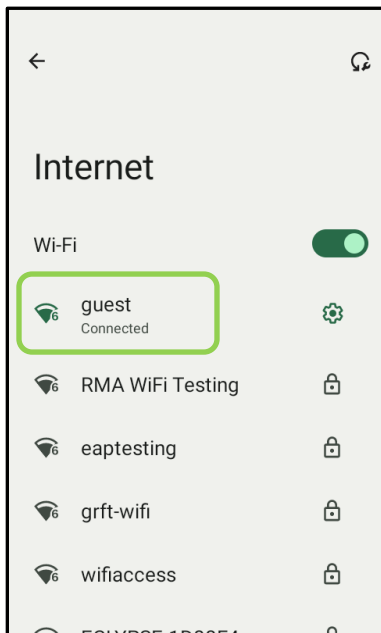 Internet
Wi-Fi
guest
Connected
RMA WiFi Testing
eaptesting
grft-wifi
wifiaccess